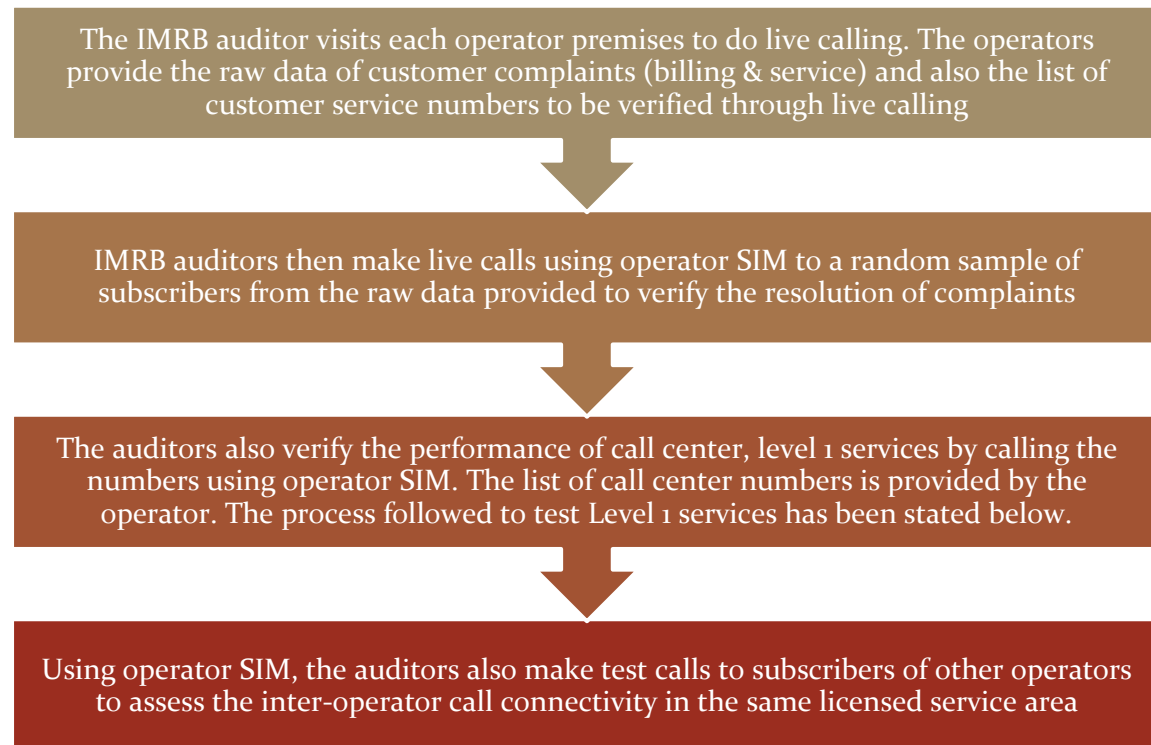 The IMRB auditor visits each operator premises to do live calling. The operators
provide the raw data of customer complaints (billing & service) and also the list of
customer service numbers to be verified through live calling
IMRB auditors then make live calls using operator SIM to a random sample of
subscribers from the raw data provided to verify the resolution of complaints
The auditors also verify the performance of call center, level 1 services by calling the
numbers using operator SIM. The list of call center numbers is provided by the
operator. The process followed to test Level 1 services has been stated below.
Using operator SIM, the auditors also make test calls to subscribers of other operators
to assess the inter-operator call connectivity in the same licensed service area